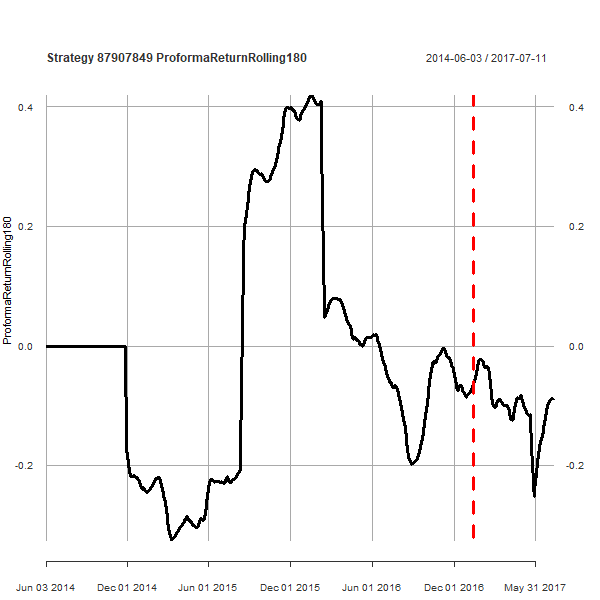 Strategy 87907849 ProformaReturnRolling180
2014-06-03 / 2017-07-11
ProformaReturnRolling180
0.4
0.4
0.2
0.2
0.0
0.0
-0.2
-0.2
Jun 03 2014
Dec 01 2014
Jun 01 2015
Dec 01 2015
Jun 01 2016
Dec 01 2016
May 31 2017